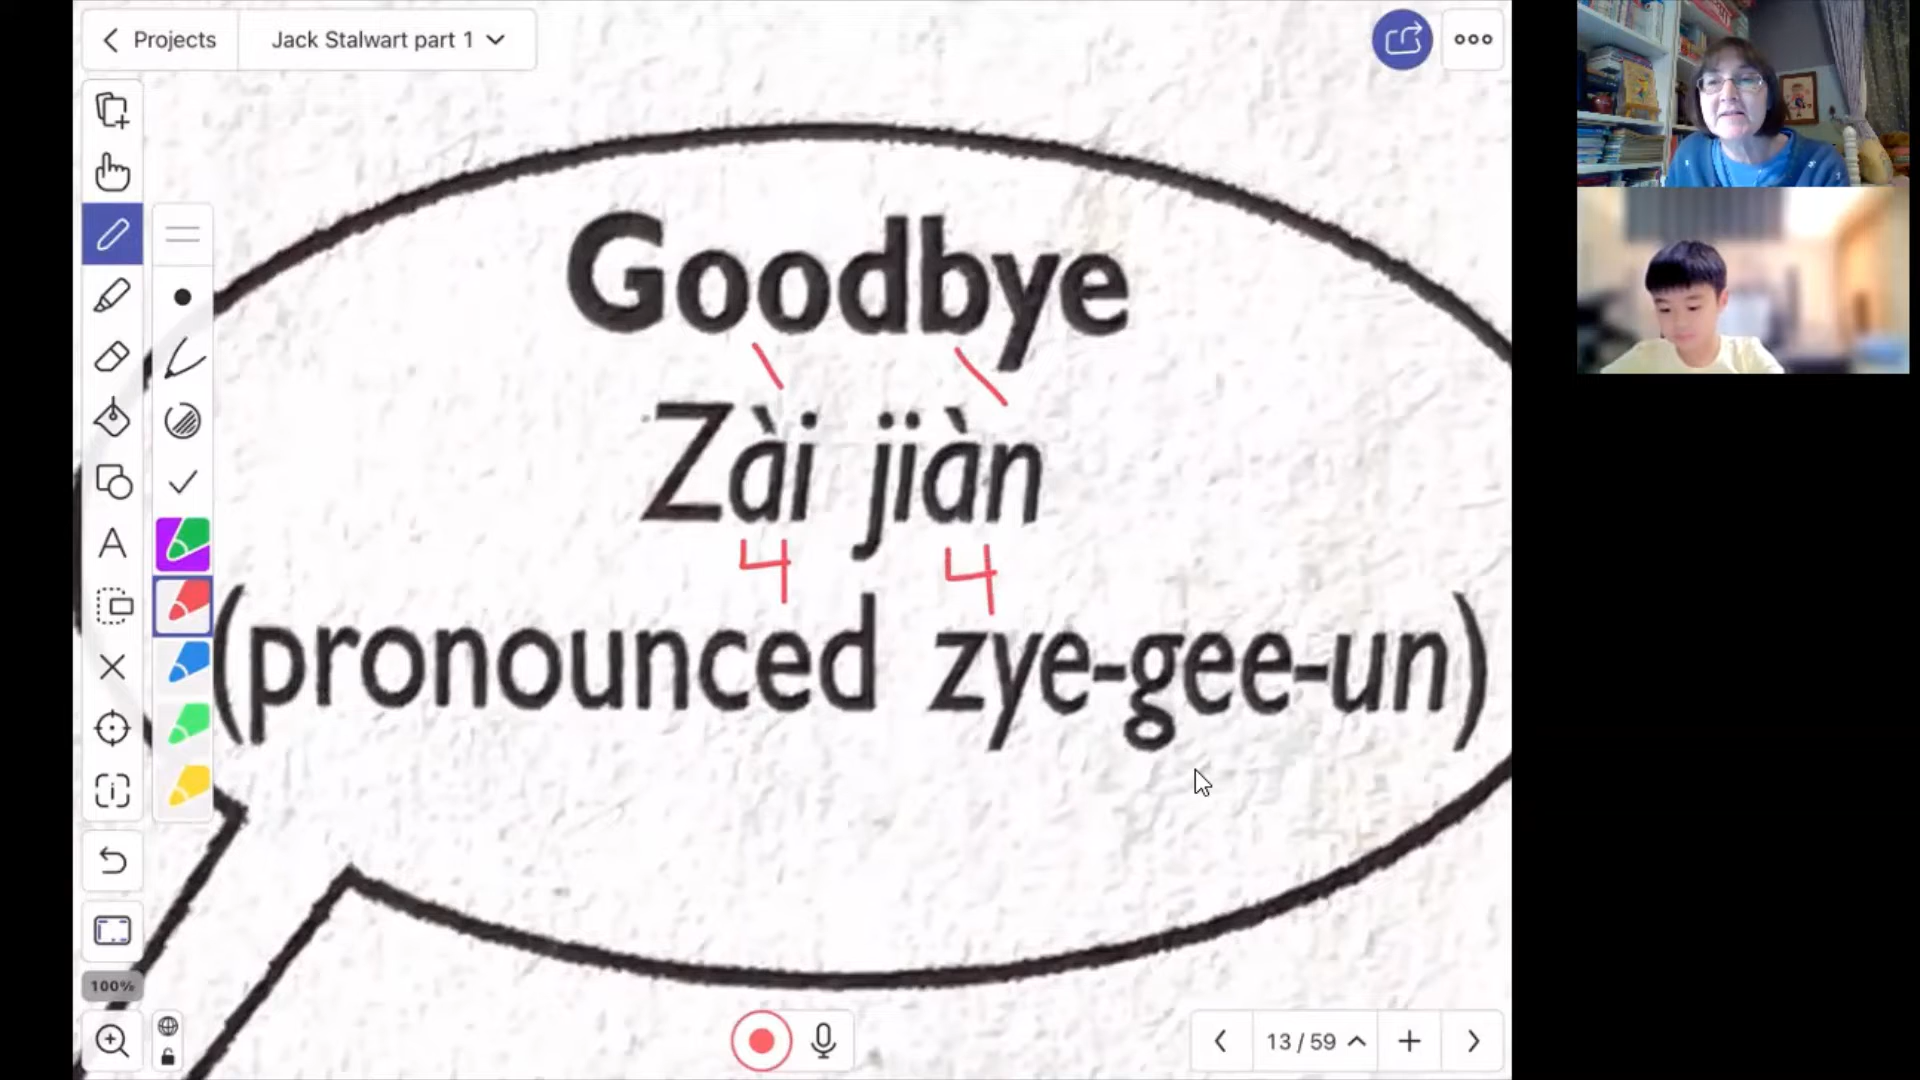 Projects
Jack Stalwart part 1
Goodbye
Zài jiàn
4 4
(pronounced zye-gee-un)
100%
13 / 59